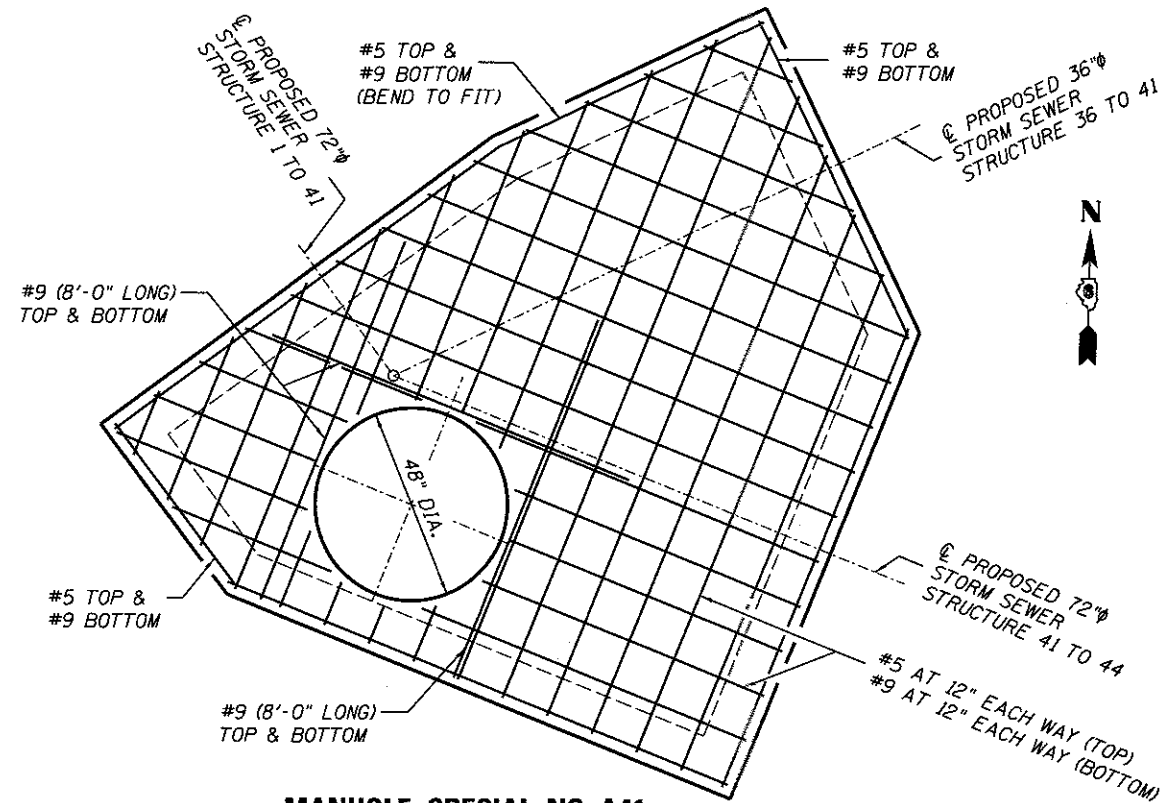 ℄ PROPOSED 72"φ
STORM SEWER
STRUCTURE 1 TO 41
#5 TOP &
#9 BOTTOM
(BEND TO FIT)
#5 TOP &
#9 BOTTOM
℄ PROPOSED 36"φ
STORM SEWER
STRUCTURE 36 TO 41
N
#9 (8'-0" LONG)
TOP & BOTTOM
48" DIA.
#5 TOP &
#9 BOTTOM
℄ PROPOSED 72"φ
STORM SEWER
STRUCTURE 41 TO 44
#9 (8'-0" LONG)
TOP & BOTTOM
#5 AT 12" EACH WAY (TOP)
#9 AT 12" EACH WAY (BOTTOM)